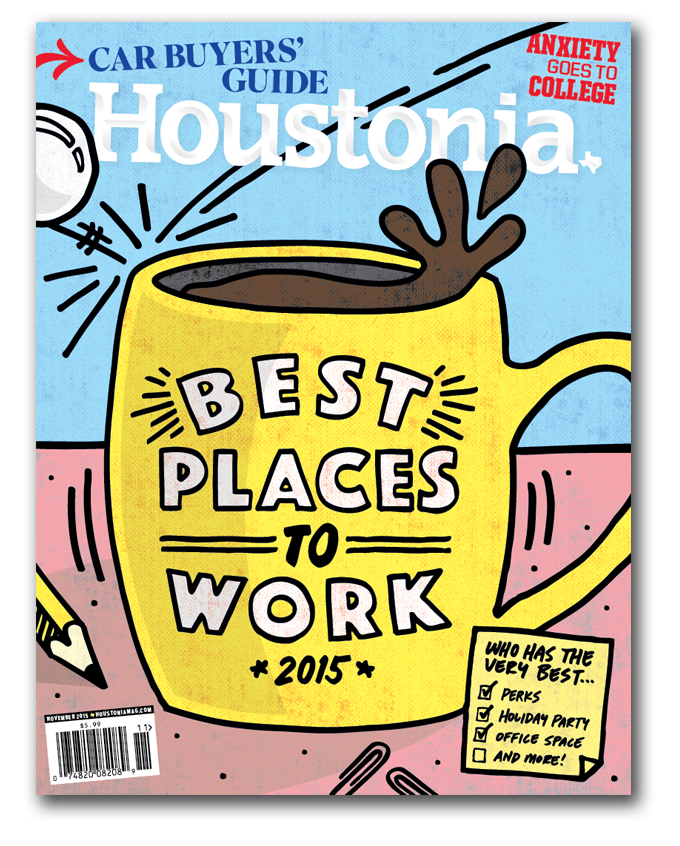 CAR BUYERS'
GUIDE
ANXIETY
GOES TO
COLLEGE
Houstonia
BEST
PLACES
TO
WORK
*2015*
WHO HAS THE
VERY BEST...
PERKS
HOLIDAY PARTY
OFFICE SPACE
AND MORE!
NOVEMBER 2015 ★ HOUSTONIAMAG.COM
$5.99
11>
0 74820 08208 9